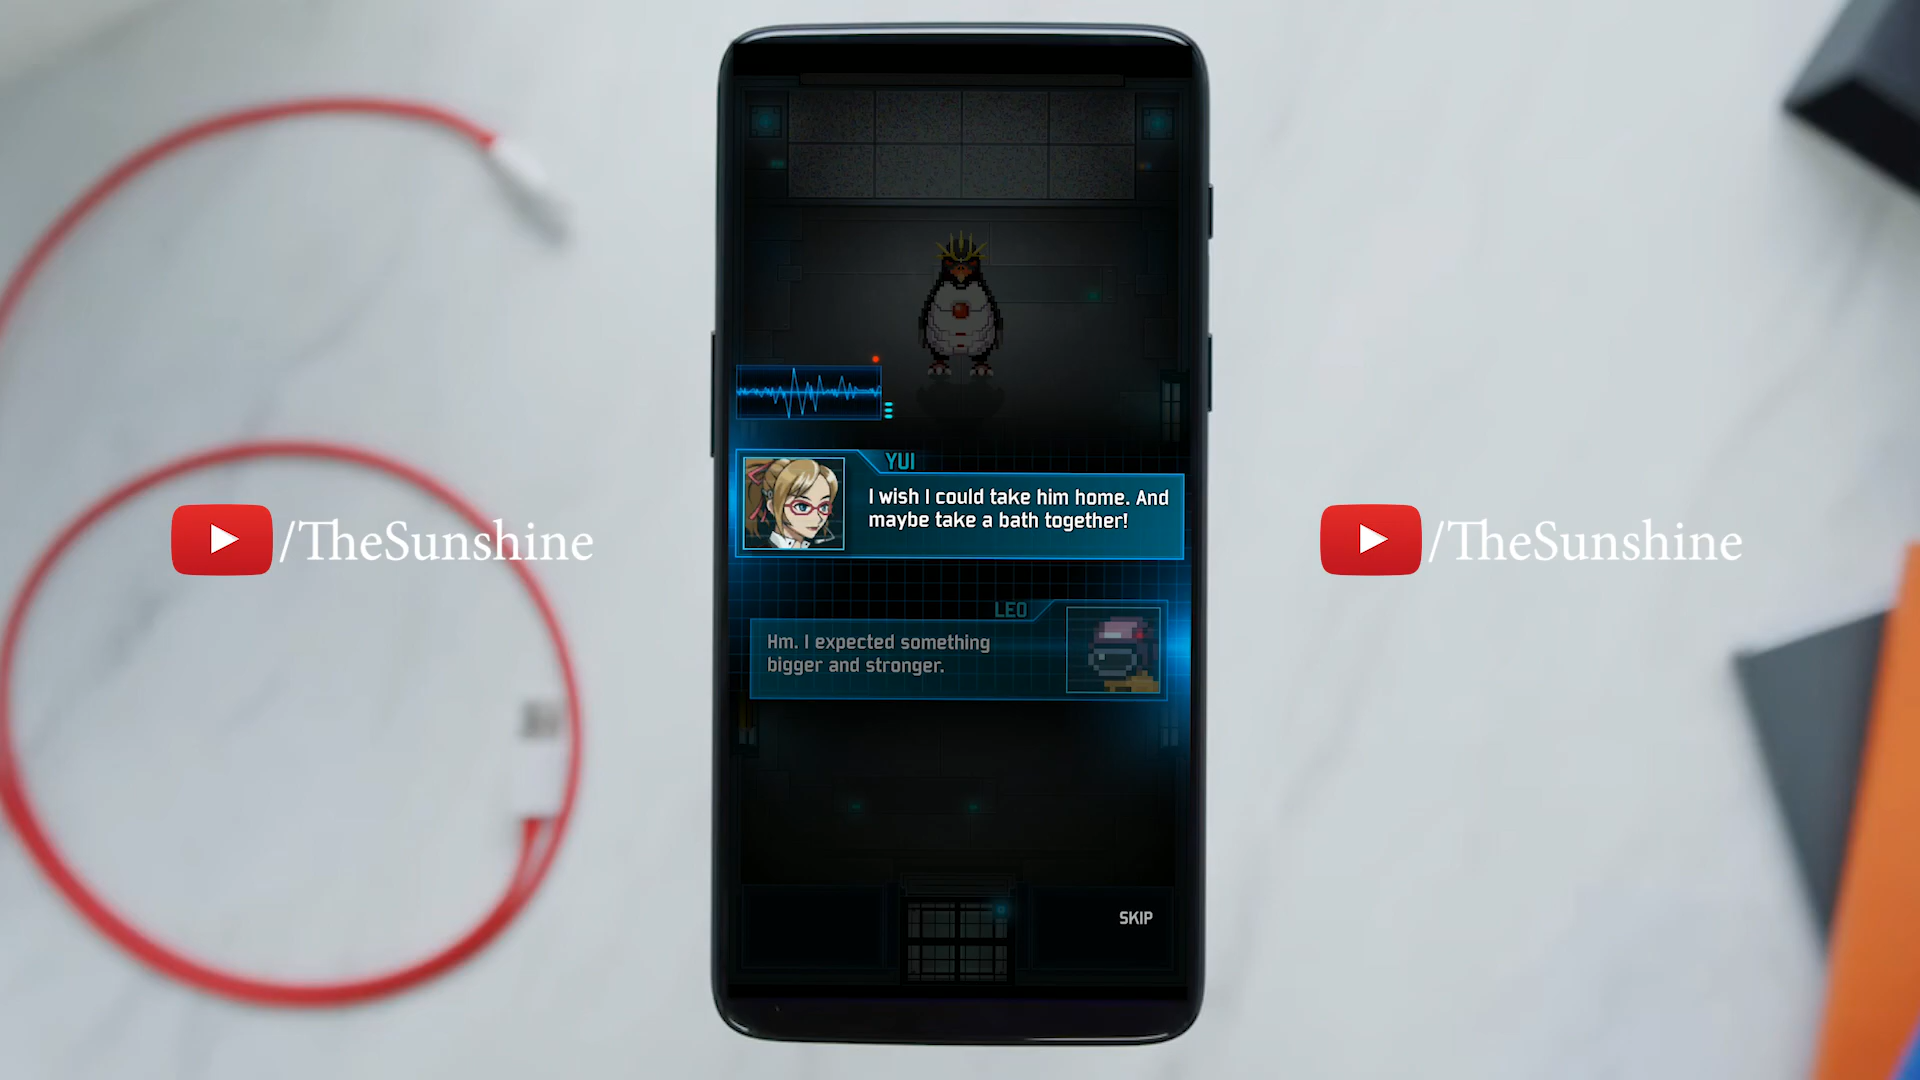 YUI
I wish I could take him home. And
maybe take a bath together!
/TheSunshine
/TheSunshine
LEO
Hm. I expected something
bigger and stronger.
SKIP